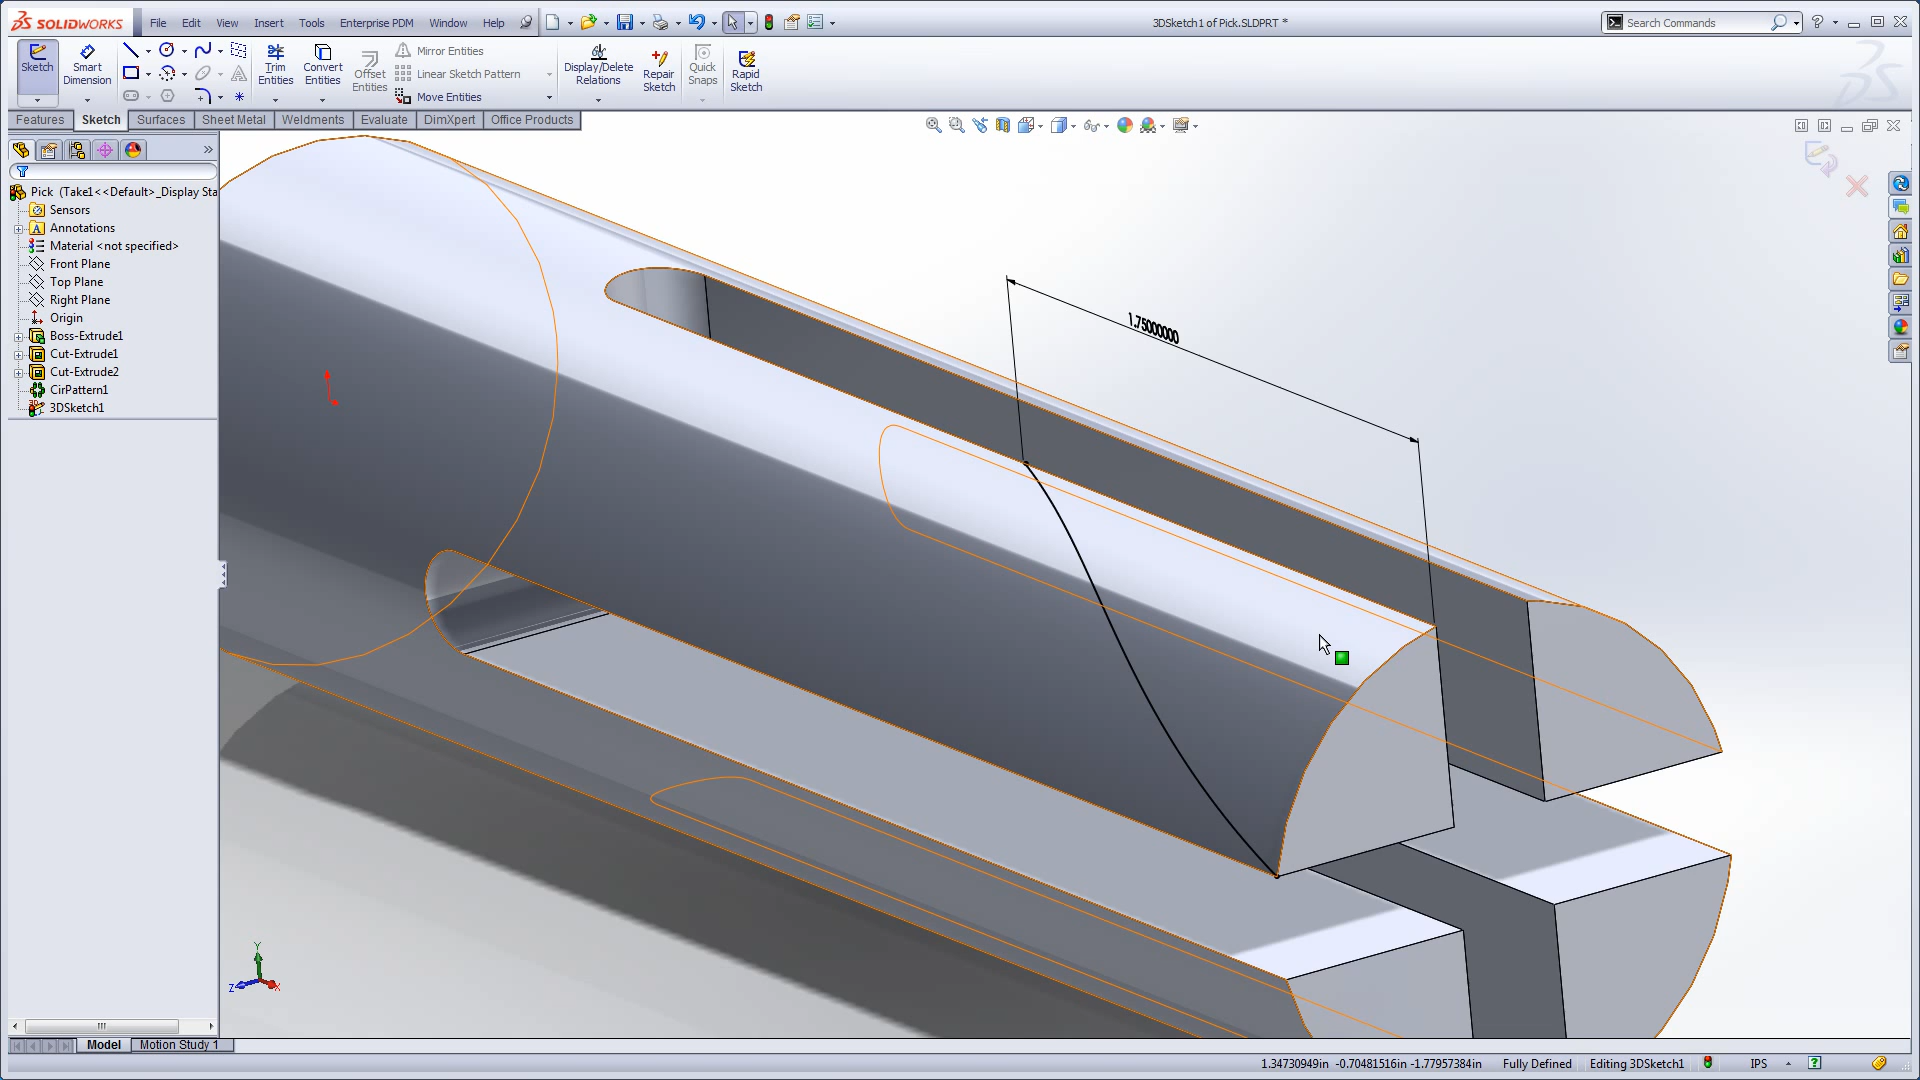 SOLIDWORKS File Edit View Insert Tools Enterprise PDM Window Help 3DSketch1 of Pick.SLDPRT * Search Commands ?
Sketch Smart Dimension Trim Entities Convert Entities Offset Entities Mirror Entities Linear Sketch Pattern Move Entities Display/Delete Relations Repair Sketch Quick Snaps Rapid Sketch
Features Sketch Surfaces Sheet Metal Weldments Evaluate DimXpert Office Products
Pick (Take1<<Default>_Display Sta
Sensors
Annotations
Material <not specified>
Front Plane
Top Plane
Right Plane
Origin
Boss-Extrude1
Cut-Extrude1
Cut-Extrude2
CirPattern1
3DSketch1
1.75000000
Y
Z
X
Model Motion Study 1
1.34730949in -0.70481516in -1.77957384in Fully Defined Editing 3DSketch1 IPS ?